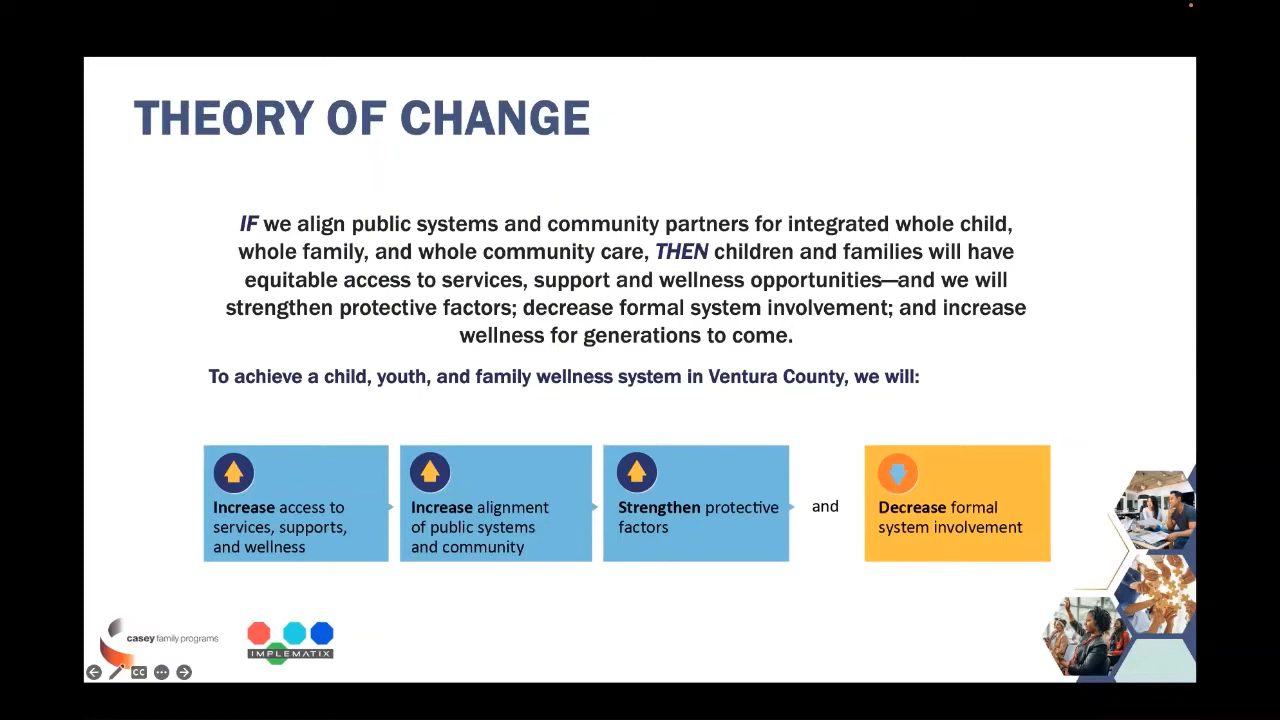 THEORY OF CHANGE
IF we align public systems and community partners for integrated whole child,
whole family, and whole community care, THEN children and families will have
equitable access to services, support and wellness opportunities—and we will
strengthen protective factors; decrease formal system involvement; and increase
wellness for generations to come.
To achieve a child, youth, and family wellness system in Ventura County, we will:
Increase access to
services, supports,
and wellness
Increase alignment
of public systems
and community
Strengthen protective
factors
and
Decrease formal
system involvement
casey family programs
IMPLEMATIX
CC